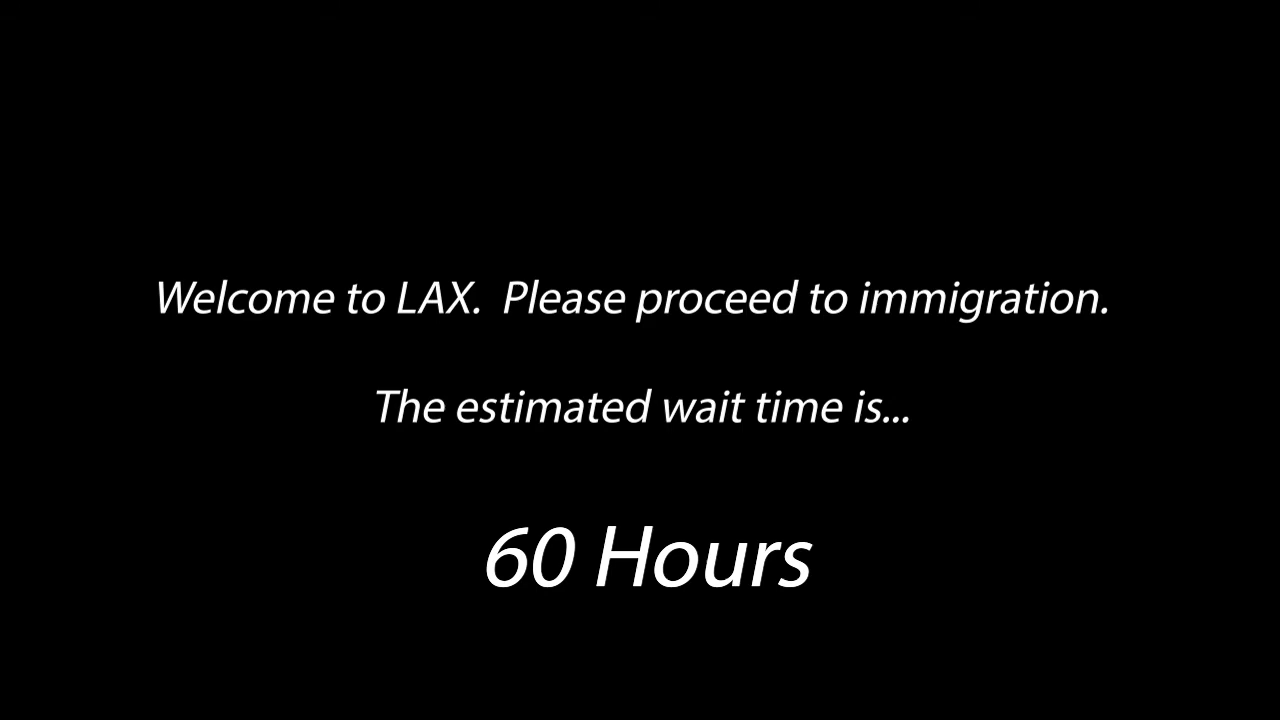 Welcome to LAX.  Please proceed to immigration.
The estimated wait time is...
60 Hours